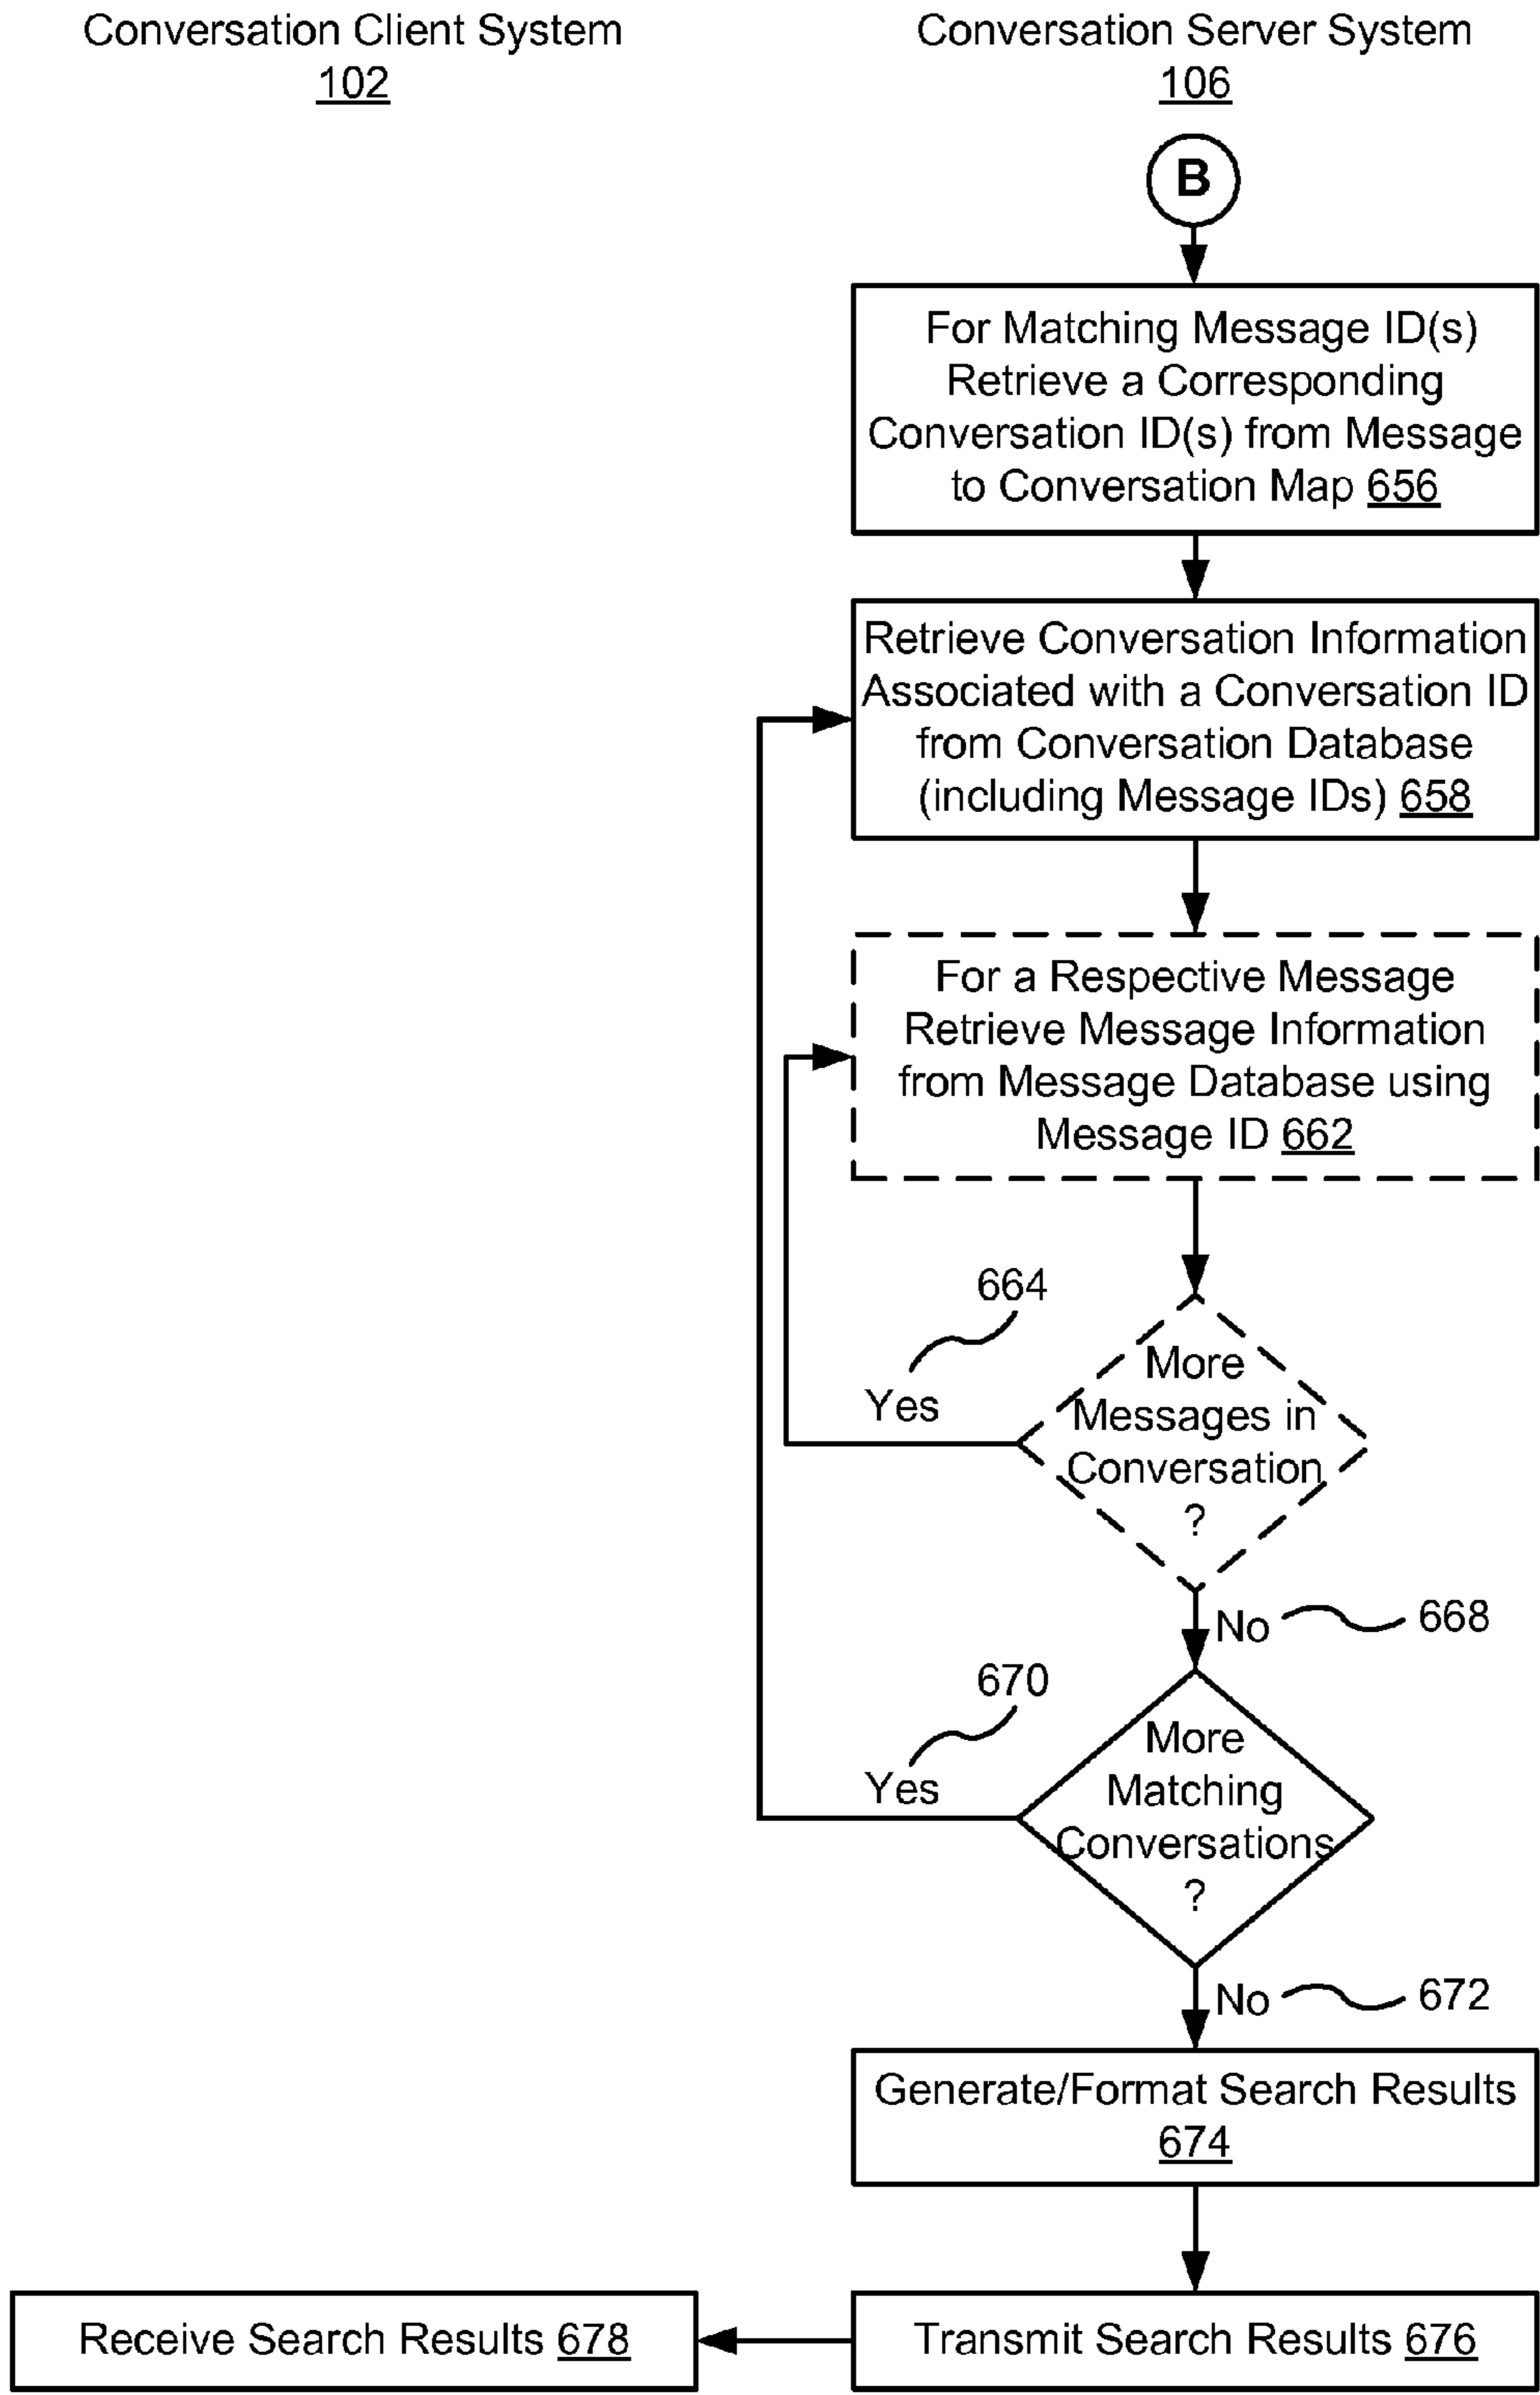 Conversation Client System
102
Conversation Server System
106
B
For Matching Message ID(s)
Retrieve a Corresponding
Conversation ID(s) from Message
to Conversation Map 656
Retrieve Conversation Information
Associated with a Conversation ID
from Conversation Database
(including Message IDs) 658
For a Respective Message
Retrieve Message Information
from Message Database using
Message ID 662
664
Yes
More
Messages in
Conversation
?
No
668
670
Yes
More
Matching
Conversations
?
No
672
Generate/Format Search Results
674
Receive Search Results 678
Transmit Search Results 676